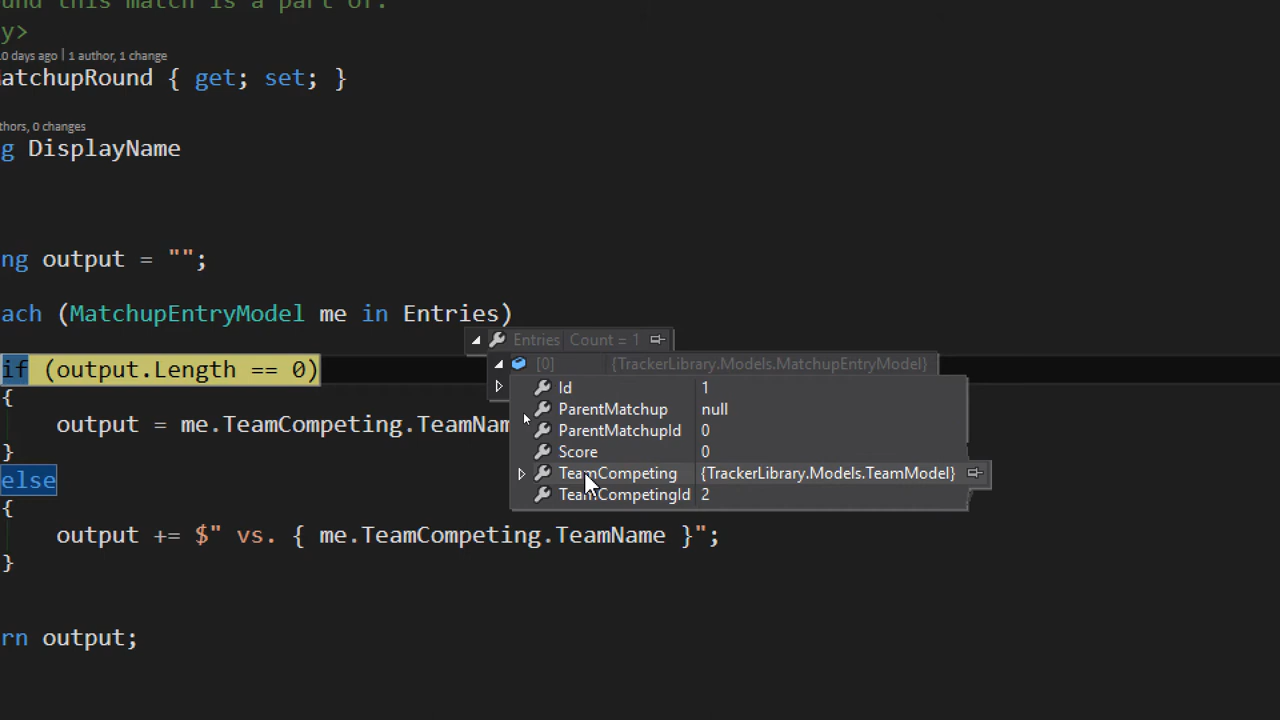 und this match is a part of.
y>
0 days ago | 1 author, 1 change
MatchupRound { get; set; }
thors, 0 changes
g DisplayName
ng output = "";
ach (MatchupEntryModel me in Entries)
Entries Count = 1
if (output.Length == 0)
[0] {TrackerLibrary.Models.MatchupEntryModel}
{
Id 1
ParentMatchup null
output = me.TeamCompeting.TeamNam
ParentMatchupId 0
}
Score 0
else
TeamCompeting {TrackerLibrary.Models.TeamModel}
TeamCompetingId 2
{
output += $" vs. { me.TeamCompeting.TeamName }";
}
rn output;